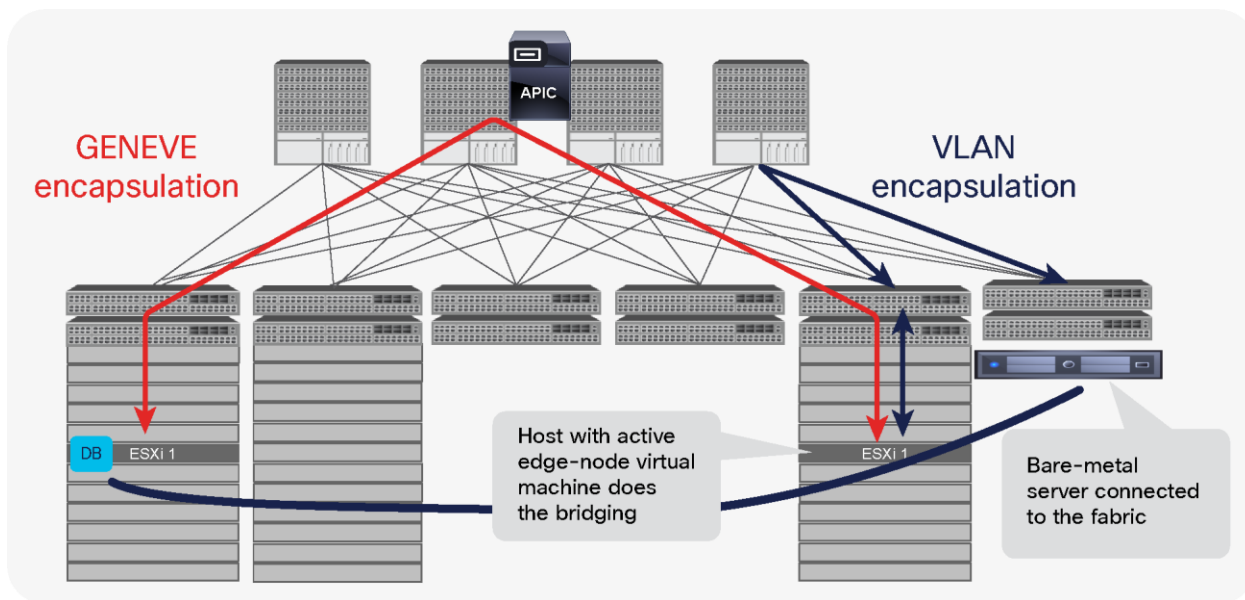 APIC
GENEVE
encapsulation
VLAN
encapsulation
DB
ESXi 1
Host with active
edge-node virtual
machine does
the bridging
ESXi 1
Bare-metal
server connected
to the fabric